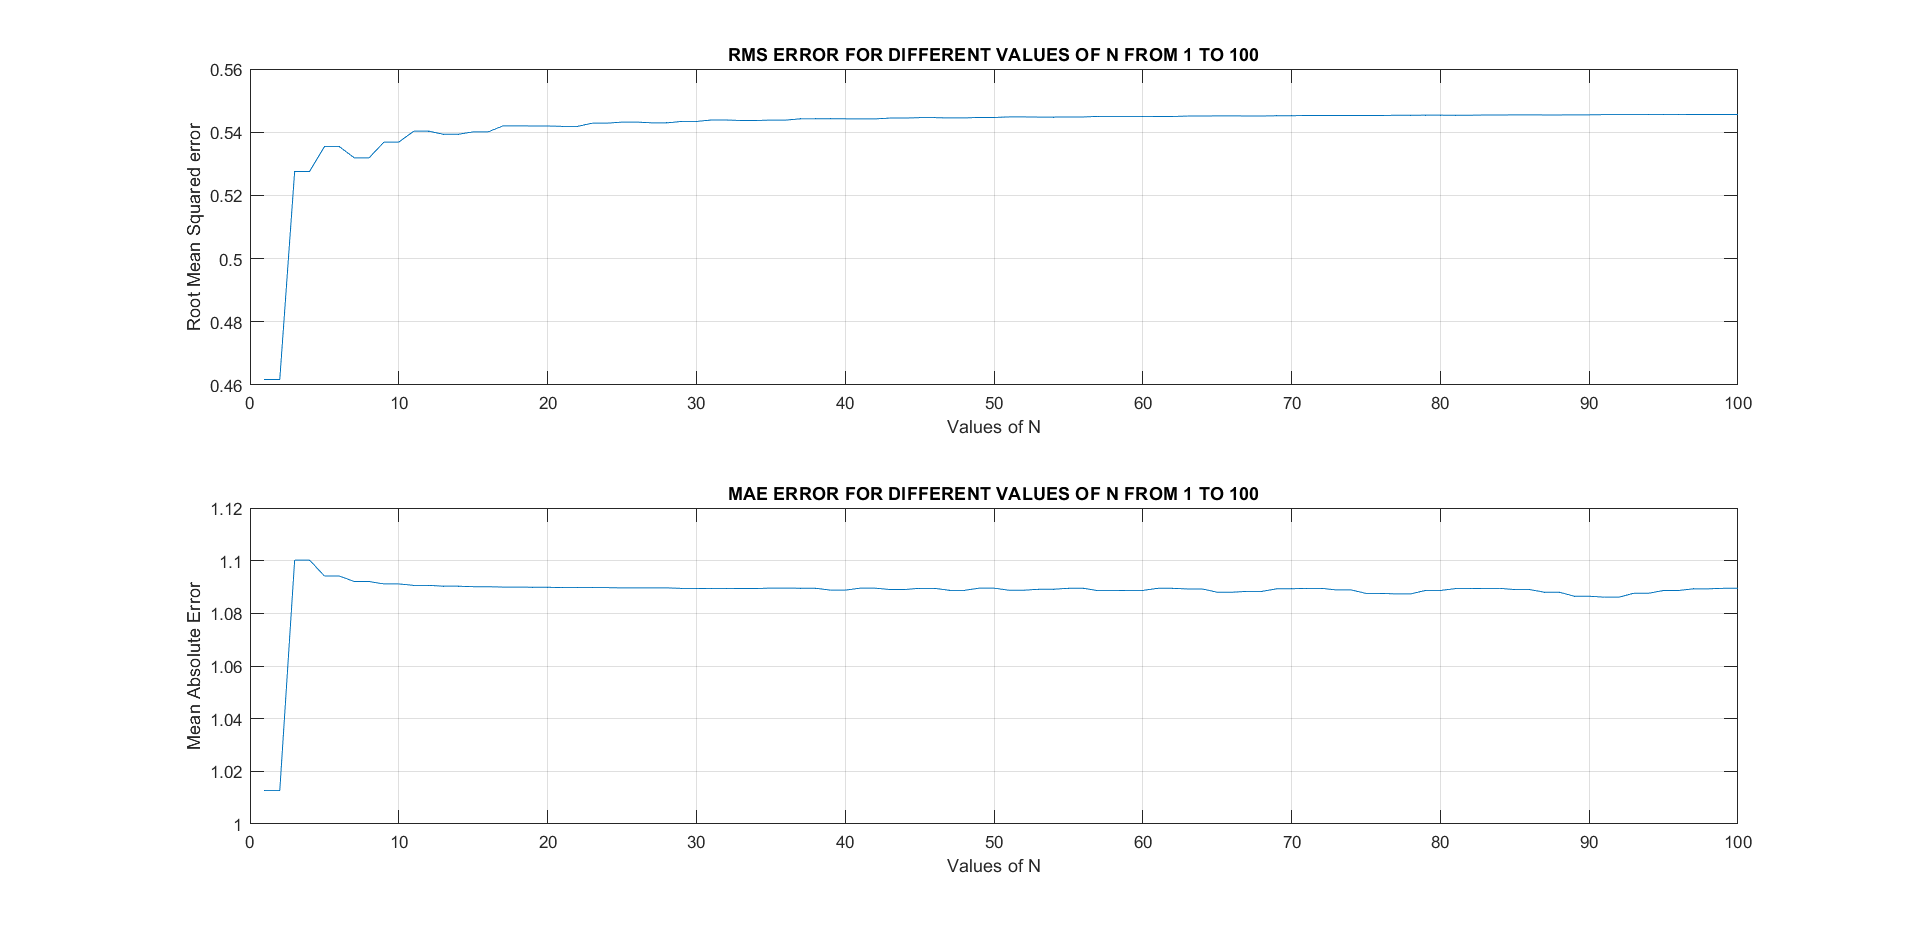 RMS ERROR FOR DIFFERENT VALUES OF N FROM 1 TO 100
0.56
0.54
0.52
0.5
0.48
0.46
Root Mean Squared error
0 10 20 30 40 50 60 70 80 90 100
Values of N
MAE ERROR FOR DIFFERENT VALUES OF N FROM 1 TO 100
1.12
1.1
1.08
1.06
1.04
1.02
1
Mean Absolute Error
0 10 20 30 40 50 60 70 80 90 100
Values of N